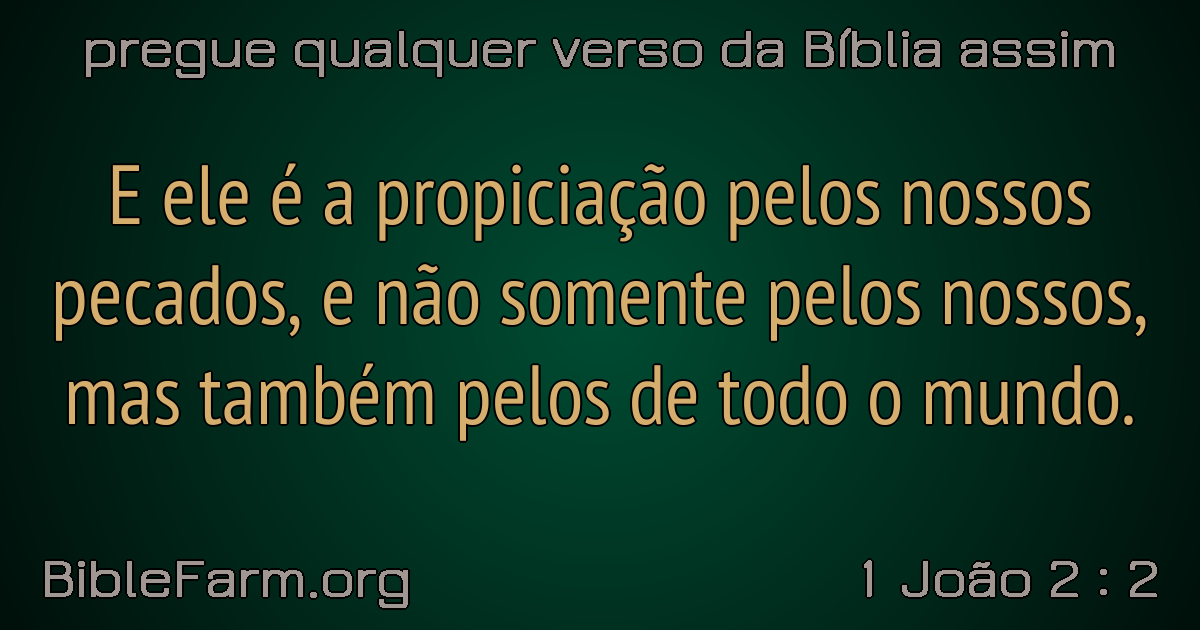 pregue qualquer verso da Bíblia assim
E ele é a propiciação pelos nossos
pecados, e não somente pelos nossos,
mas também pelos de todo o mundo.
BibleFarm.org
1 João 2 : 2